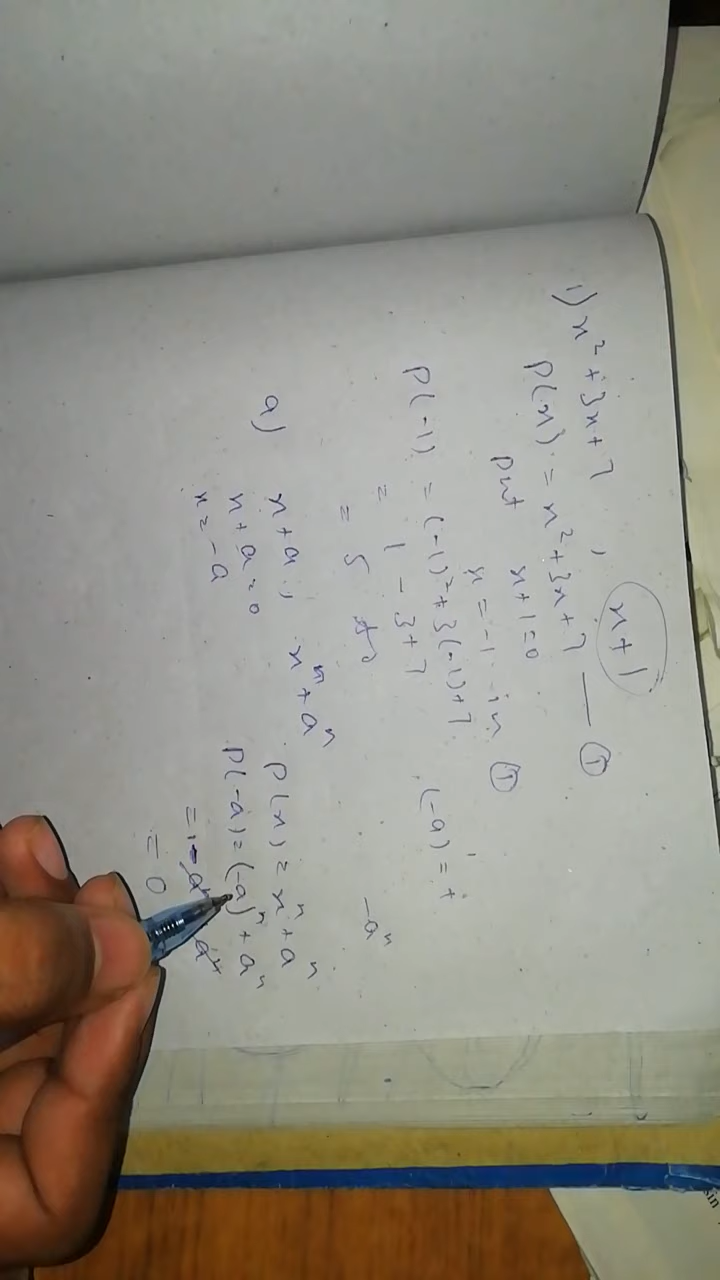 1) x² + 3x + 7 , x+1
P(x) = x² + 3x + 7 — ①
Put x+1=0
x = -1 in ①
P(-1) = (-1)² + 3(-1)+7
= 1 - 3 + 7
= 5
(-a)¹ = +
-aⁿ
a) x+a , xⁿ + aⁿ
x + a = 0
x = -a
P(x) = xⁿ + aⁿ
P(-a) = (-a)ⁿ + aⁿ
= 0